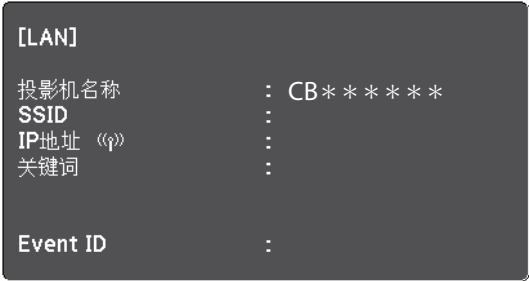 [LAN]
投影机名称 : CB＊＊＊＊＊＊
SSID :
IP地址 :
关键词 :
Event ID :